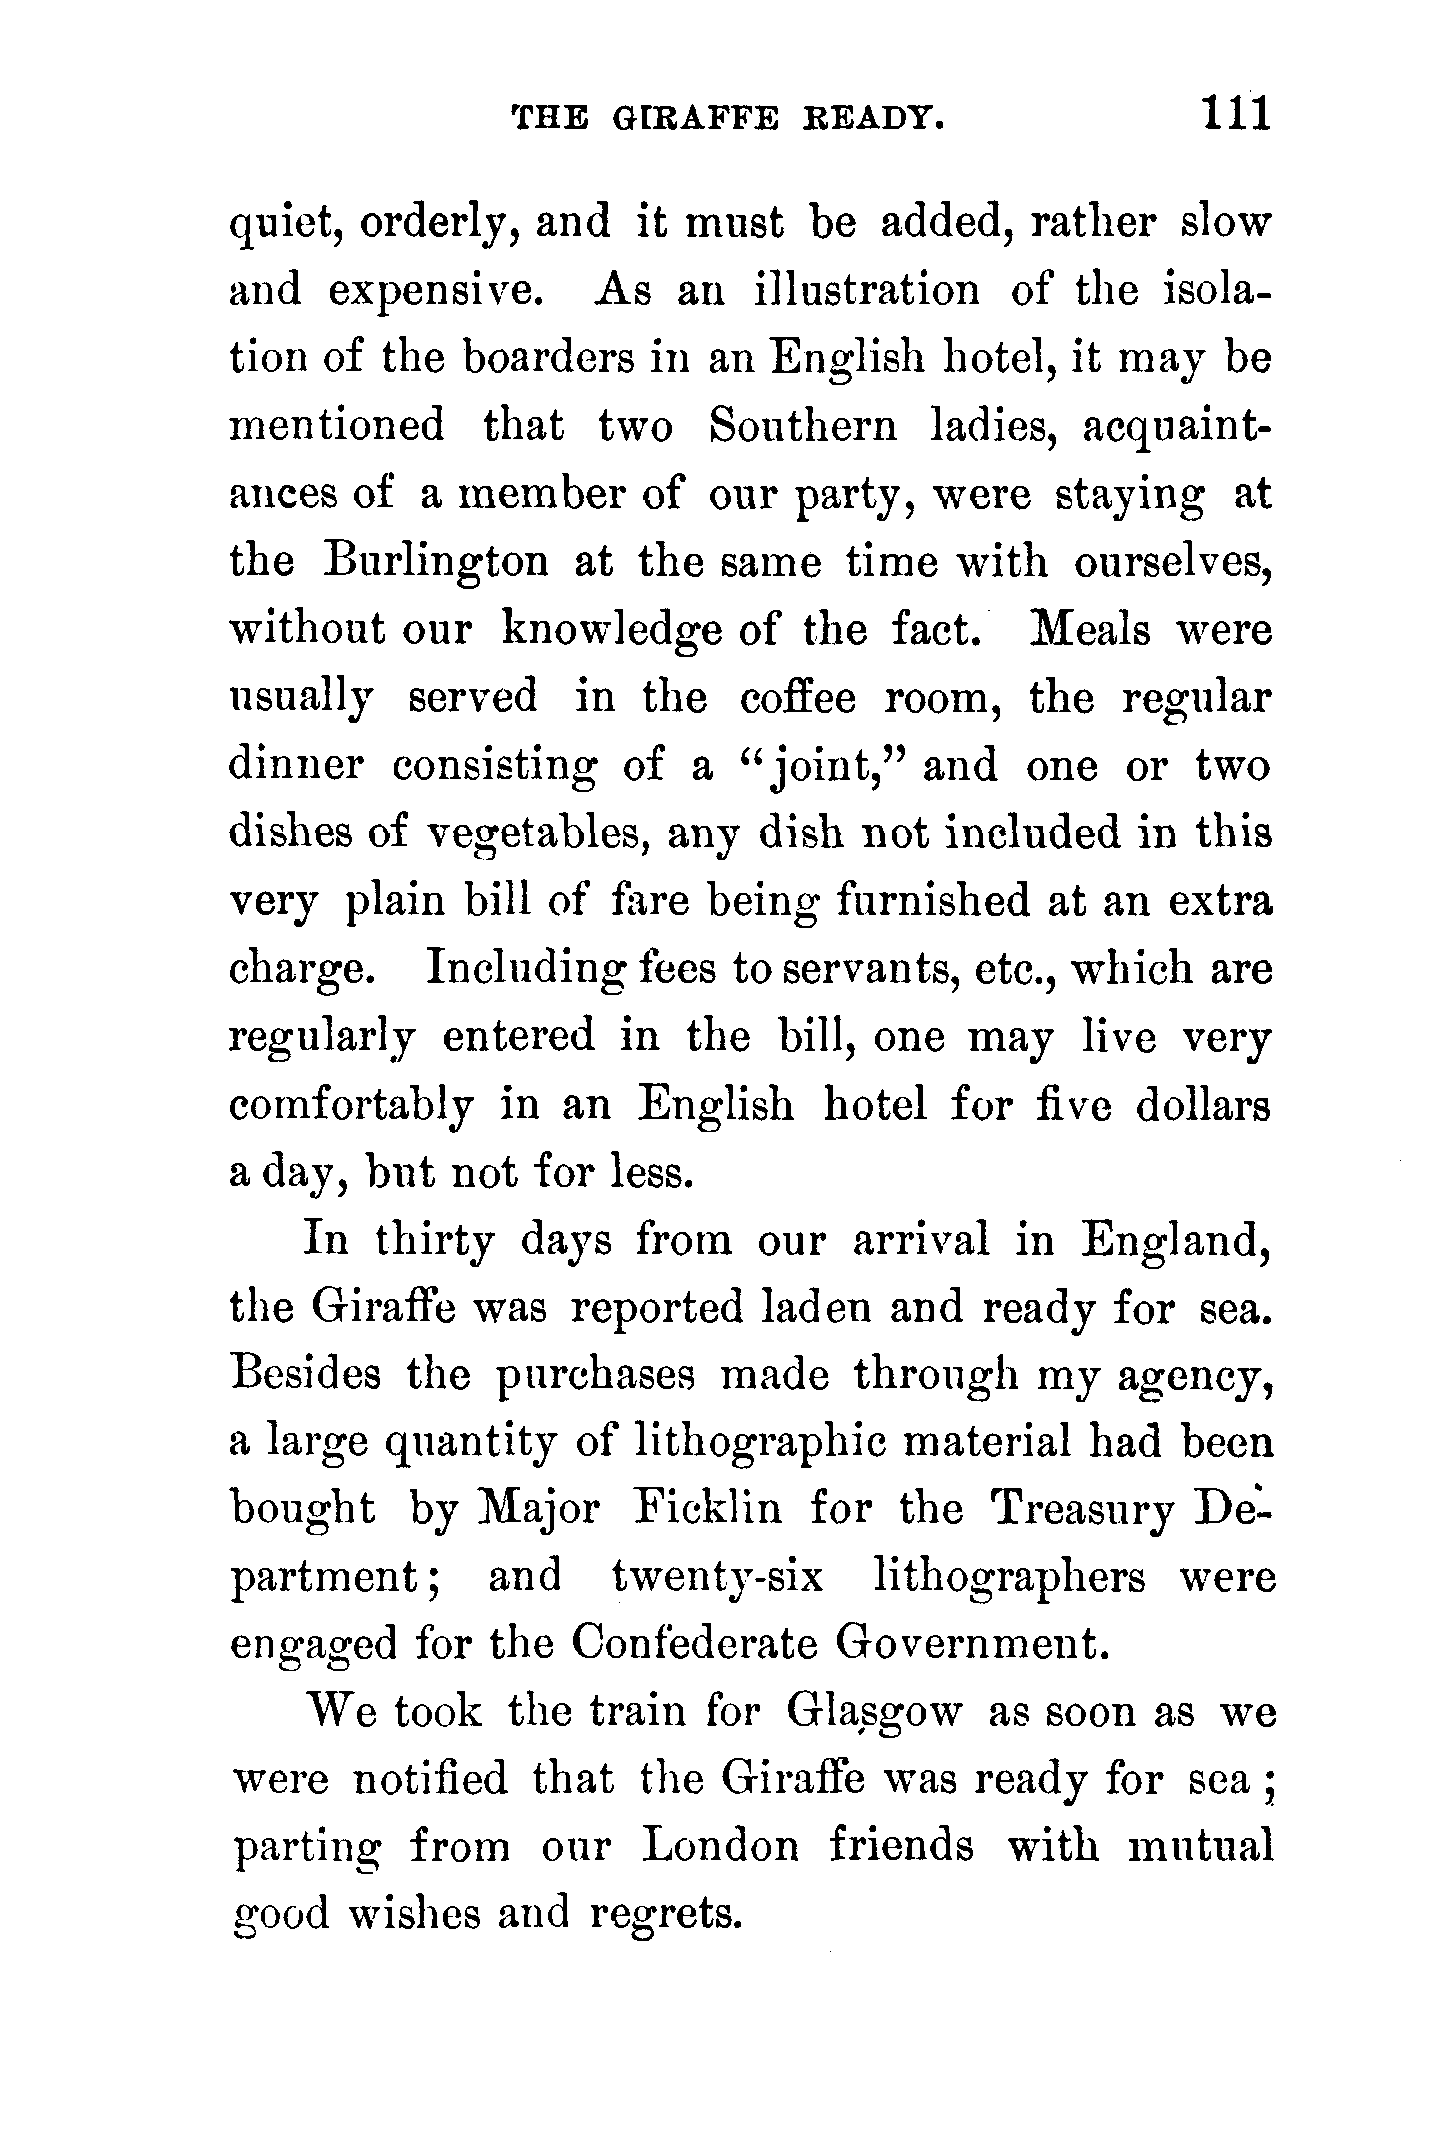 THE GIRAFFE READY. 111
quiet, orderly, and it must be added, rather slow
and expensive. As an illustration of the isola-
tion of the boarders in an English hotel, it may be
mentioned that two Southern ladies, acquaint-
ances of a member of our party, were staying at
the Burlington at the same time with ourselves,
without our knowledge of the fact. Meals were
usually served in the coffee room, the regular
dinner consisting of a “joint,” and one or two
dishes of vegetables, any dish not included in this
very plain bill of fare being furnished at an extra
charge. Including fees to servants, etc., which are
regularly entered in the bill, one may live very
comfortably in an English hotel for five dollars
a day, but not for less.
In thirty days from our arrival in England,
the Giraffe was reported laden and ready for sea.
Besides the purchases made through my agency,
a large quantity of lithographic material had been
bought by Major Ficklin for the Treasury De-
partment; and twenty-six lithographers were
engaged for the Confederate Government.
We took the train for Glasgow as soon as we
were notified that the Giraffe was ready for sea;
parting from our London friends with mutual
good wishes and regrets.